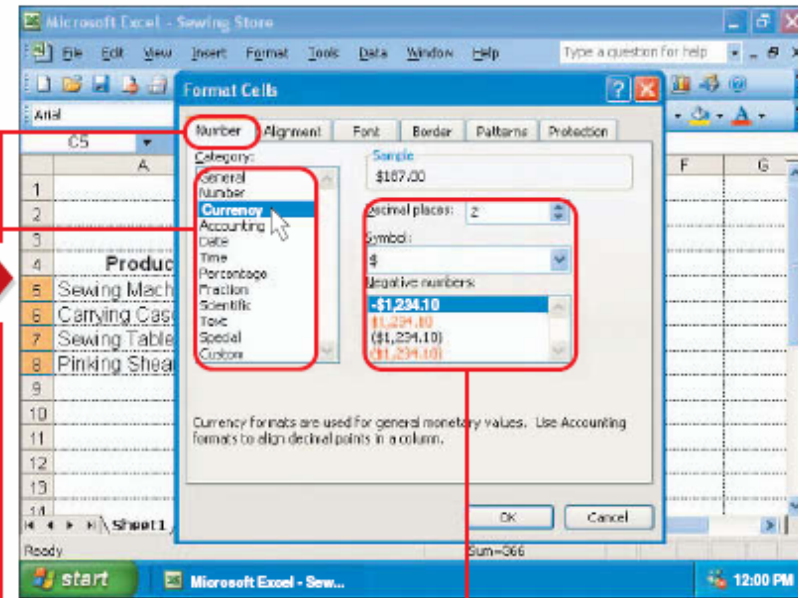 Microsoft Excel - Sewing Store
File Edit View Insert Format Tools Data Window Help Type a question for help
Format Cells
Arial
Number Alignment Font Border Patterns Protection
C5
Category:
Sample
A F G
General
$187.00
1
Number
2
Currency
Decimal places: 2
Accounting
3
Date
Symbol:
4 Produc
Time
$
Percentage
5 Sewing Mach
Fraction
Negative numbers:
6 Carrying Case
Scientific
-$1,234.10
Text
$1,234.10
7 Sewing Table
Special
($1,234.10)
8 Pinking Shea
Custom
($1,234.10)
9
10
Currency formats are used for general monetary values. Use Accounting
11
formats to align decimal points in a column.
12
13
14
OK Cancel
Sheet1
Ready Sum=366
start Microsoft Excel - Sew... 12:00 PM